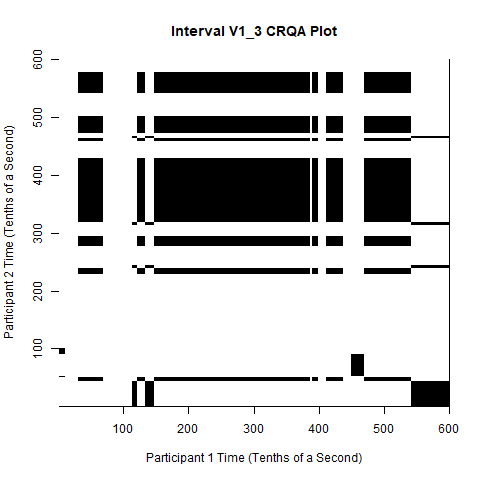 Interval V1_3 CRQA Plot
600
500
400
300
200
100
Participant 2 Time (Tenths of a Second)
100 200 300 400 500 600
Participant 1 Time (Tenths of a Second)